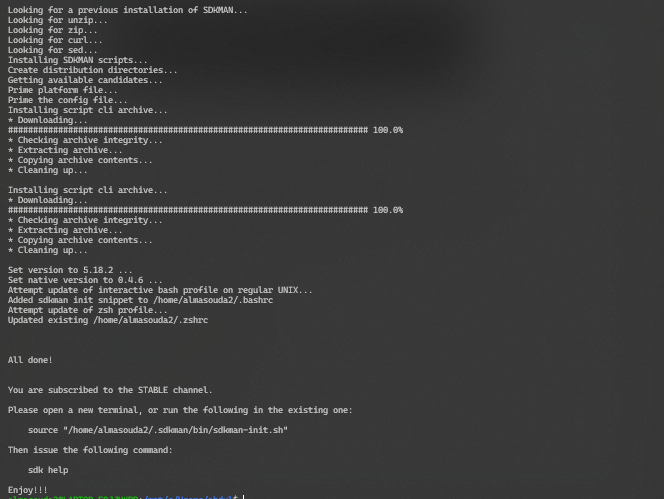 Looking for a previous installation of SDKMAN...
Looking for unzip...
Looking for zip...
Looking for curl...
Looking for sed...
Installing SDKMAN scripts...
Create distribution directories...
Getting available candidates...
Prime platform file...
Prime the config file...
Installing script cli archive...
* Downloading...
######################################################################## 100.0%
* Checking archive integrity...
* Extracting archive...
* Copying archive contents...
* Cleaning up...
Installing script cli archive...
* Downloading...
######################################################################## 100.0%
* Checking archive integrity...
* Extracting archive...
* Copying archive contents...
* Cleaning up...
Set version to 5.18.2 ...
Set native version to 0.4.6 ...
Attempt update of interactive bash profile on regular UNIX...
Added sdkman init snippet to /home/almasouda2/.bashrc
Attempt update of zsh profile...
Updated existing /home/almasouda2/.zshrc
All done!
You are subscribed to the STABLE channel.
Please open a new terminal, or run the following in the existing one:
source "/home/almasouda2/.sdkman/bin/sdkman-init.sh"
Then issue the following command:
sdk help
Enjoy!!!